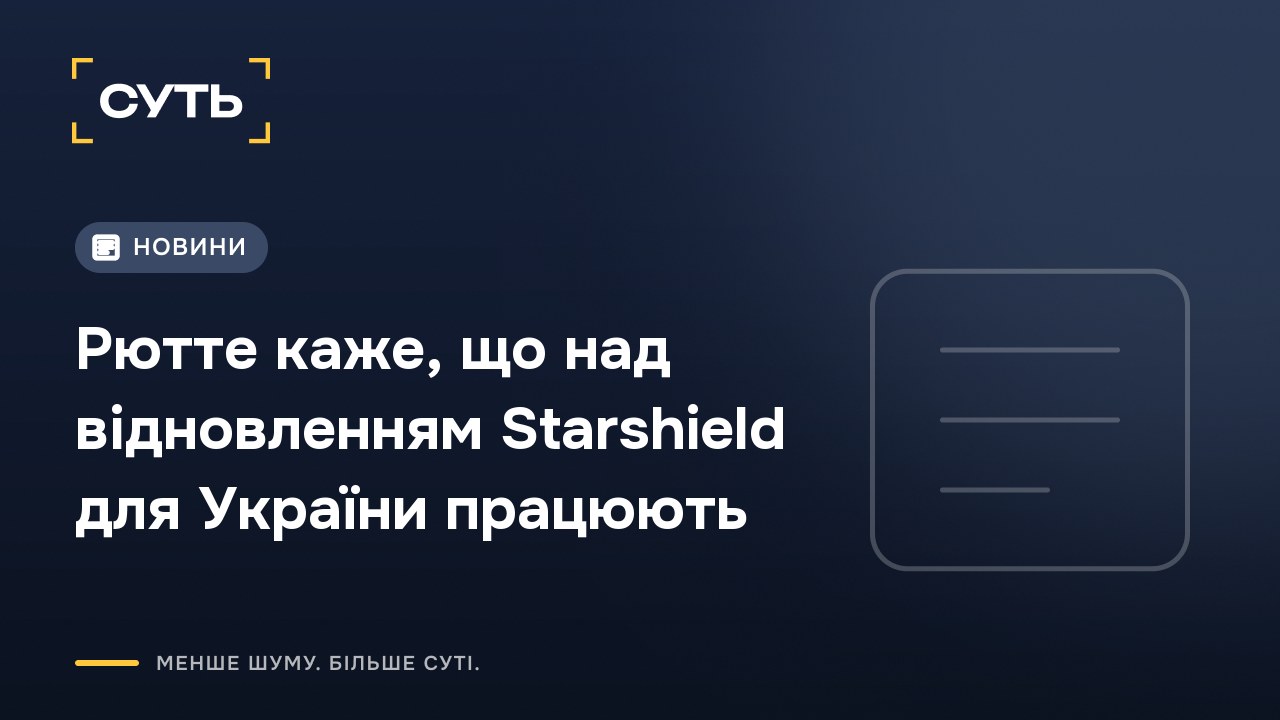 СУТЬ
НОВИНИ
Рютте каже, що над
відновленням Starshield
для України працюють
МЕНШЕ ШУМУ. БІЛЬШЕ СУТІ.